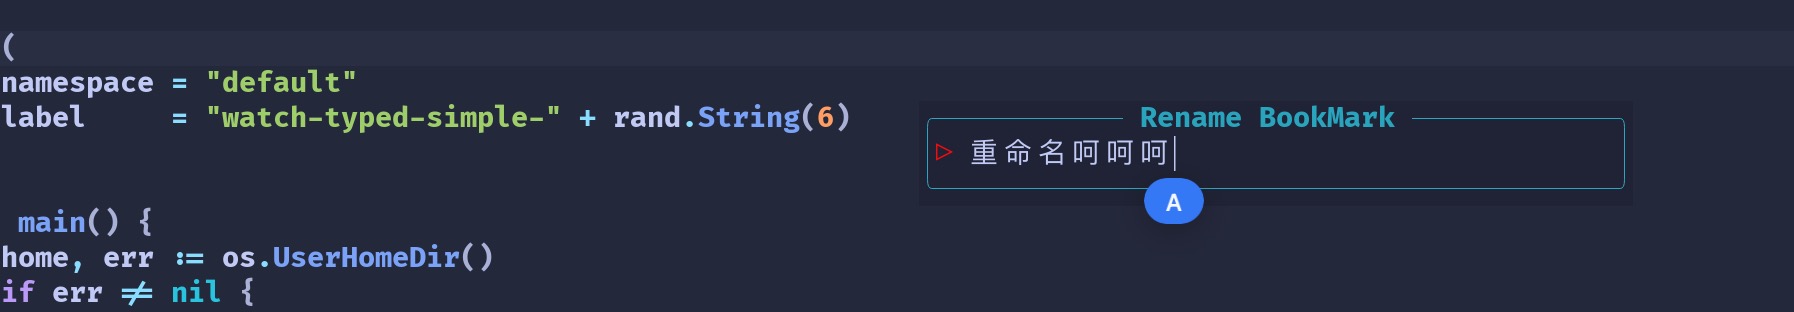 (
namespace = "default"
label     = "watch-typed-simple-" + rand.String(6)
Rename BookMark
重命名呵呵呵
A
main() {
home, err := os.UserHomeDir()
if err != nil {